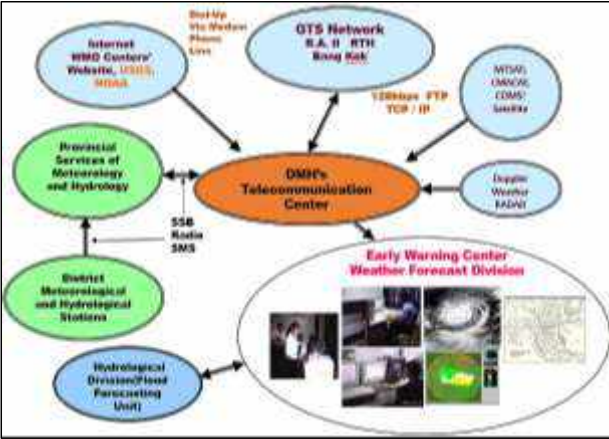 Internet
WMO Centers'
Website, USGS,
NOAA
Dial-Up
Via Modem
Phone
Line
GTS Network
R.A. II RTH
Bang Kok
128kbps FTP
TCP / IP
MTSAT,
COMS/
Satellite
Provincial
Services of
Meteorology
and Hydrology
DMH's
Telecommunication
Center
Doppler
Weather
RADAR
SSB
Radio
SMS
District
Meteorological
and Hydrological
Stations
Early Warning Center
Weather Forecast Division
Hydrological
Division(Flood
Forecasting
Unit)